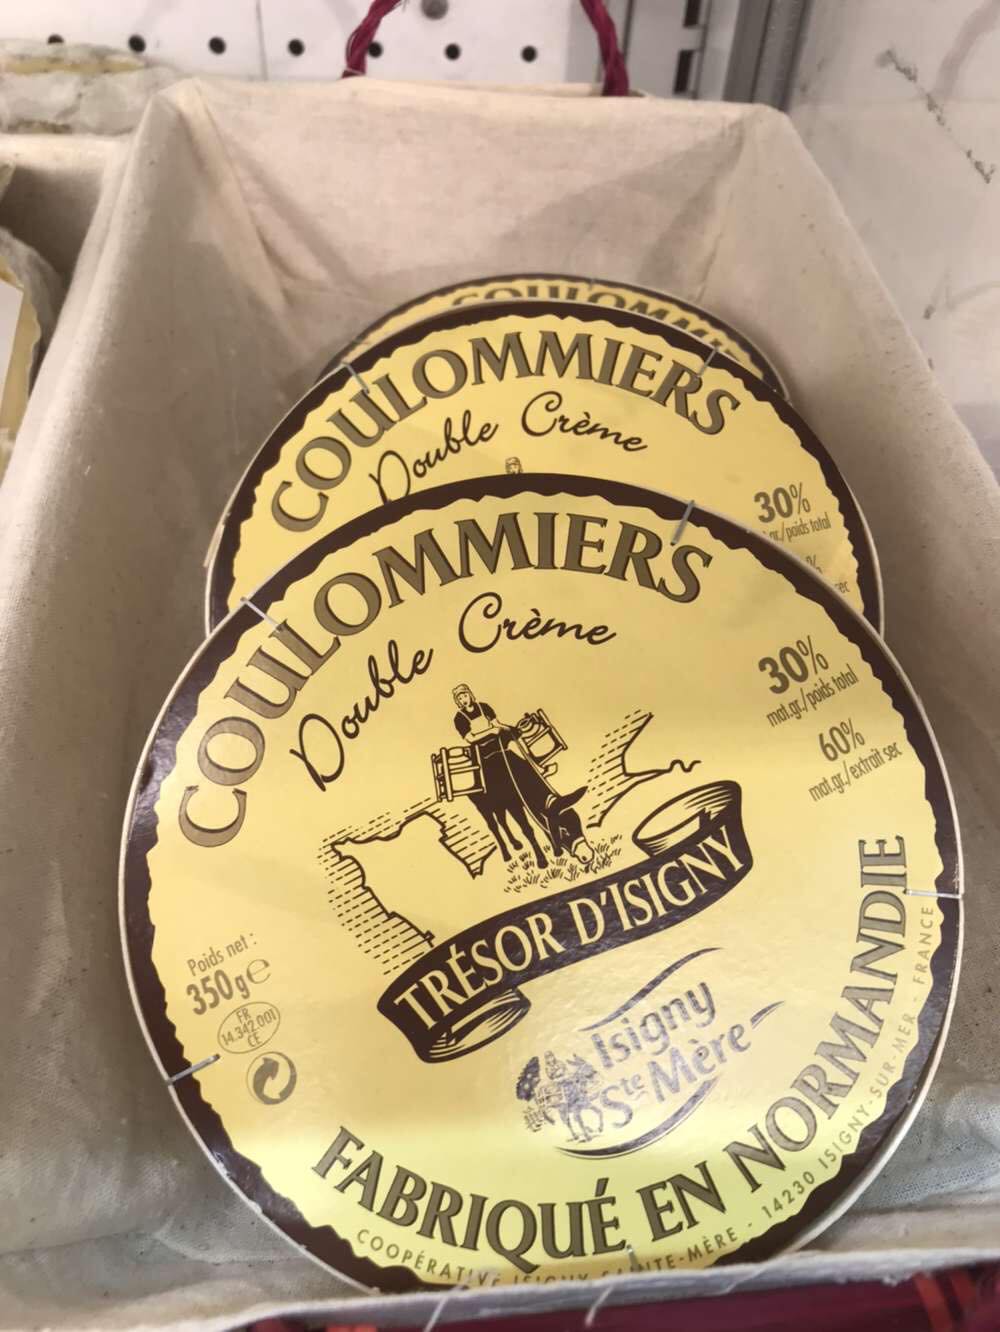 COULOMMIERS
COULOMMIERS
Double Crème
30%
mat.gr./poids total
COULOMMIERS
Double Crème
30%
mat.gr./poids total
60%
mat.gr./extrait sec
TRÉSOR D'ISIGNY
Poids net :
350g e
FR
14.342.001
CE
Isigny
Ste Mère
FABRIQUÉ EN NORMANDIE
COOPÉRATIVE ISIGNY SAINTE-MÈRE - 14230 ISIGNY-SUR-MER - FRANCE